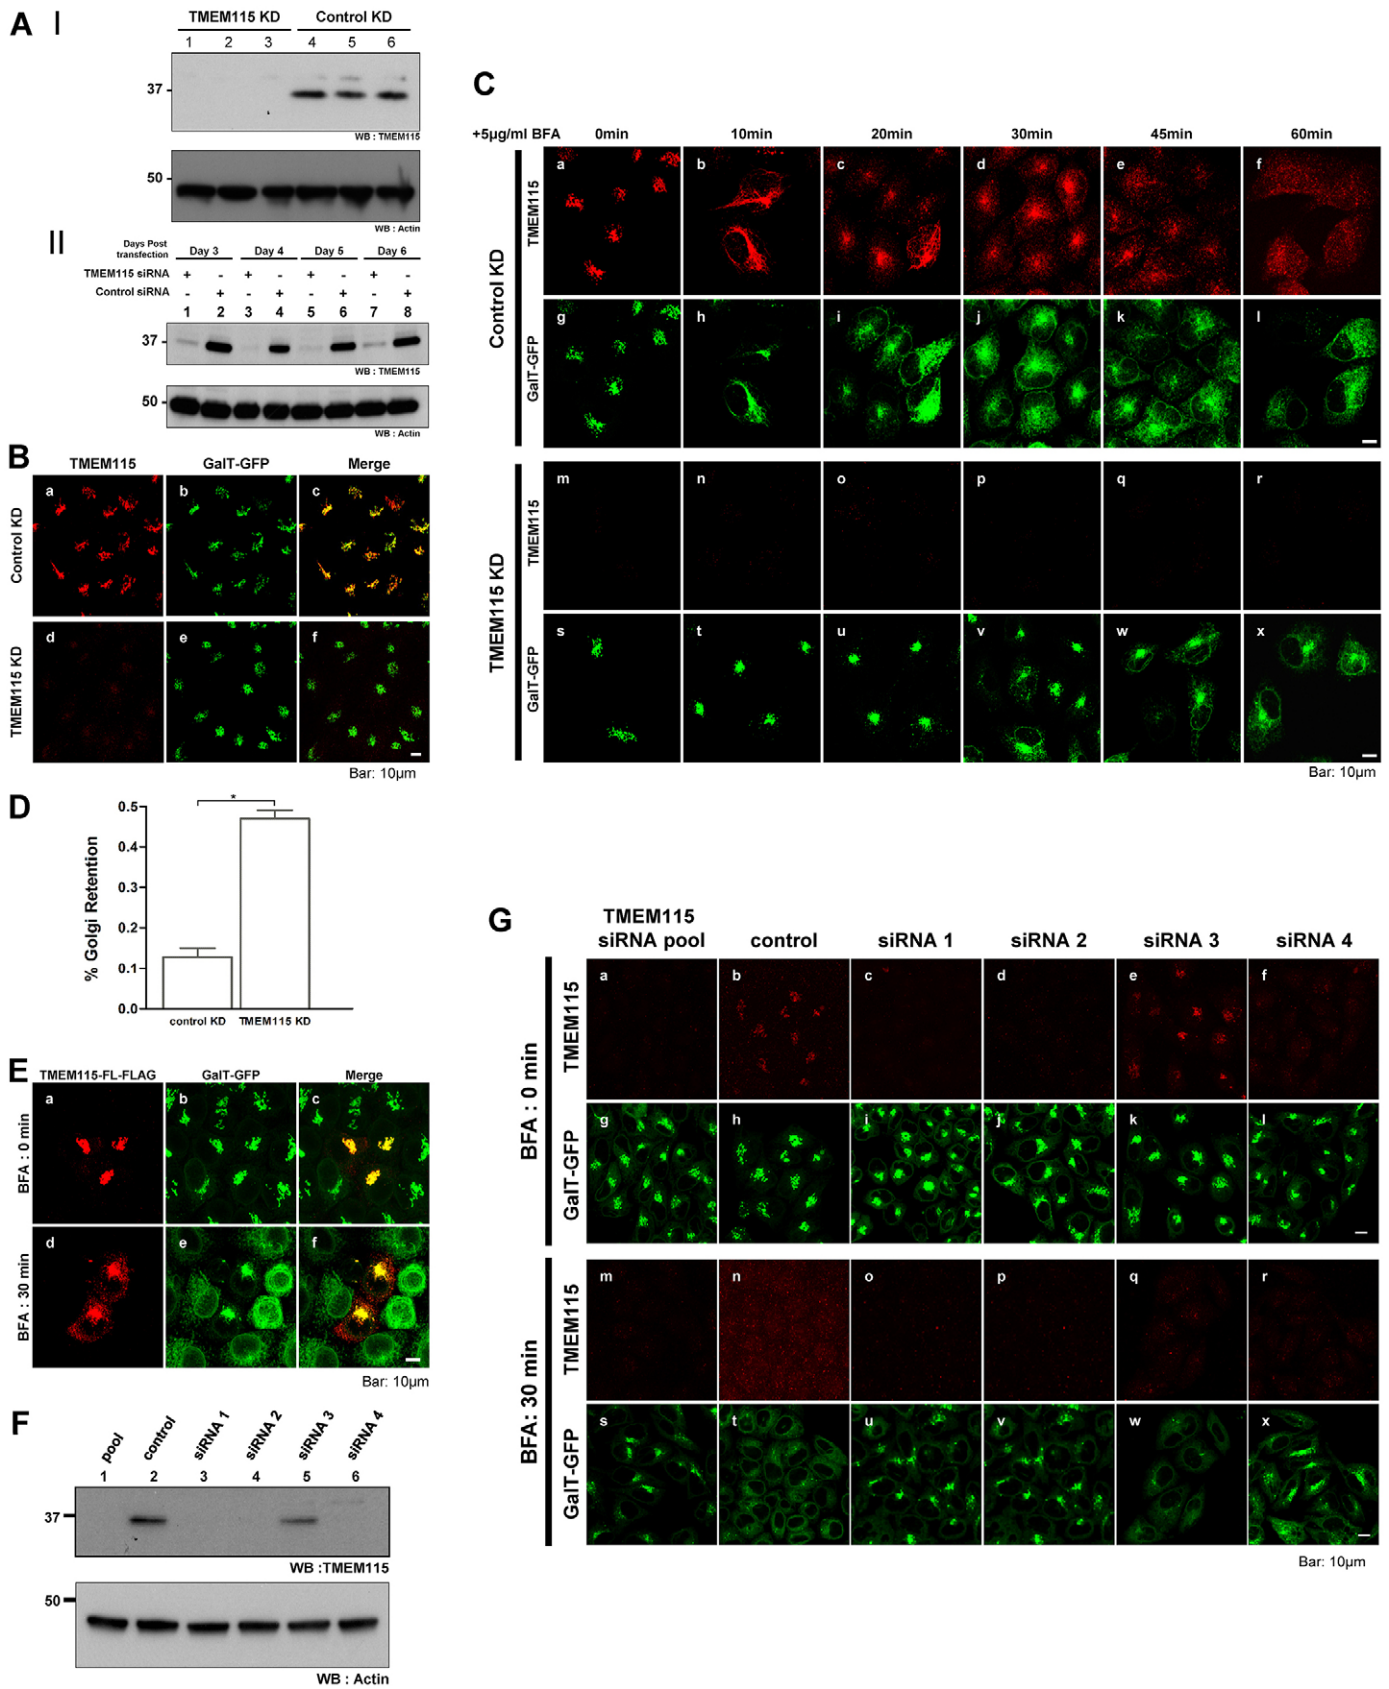 A I
TMEM115 KD Control KD
1 2 3 4 5 6
37
WB : TMEM115
50
WB : Actin
II
Days Post
transfection
Day 3 Day 4 Day 5 Day 6
TMEM115 siRNA + - + - + - + -
Control siRNA - + - + - + - +
1 2 3 4 5 6 7 8
37
WB : TMEM115
50
WB : Actin
B
TMEM115 GalT-GFP Merge
Control KD
a b c
TMEM115 KD
d e f
Bar: 10µm
C
+5µg/ml BFA 0min 10min 20min 30min 45min 60min
Control KD
TMEM115
a b c d e f
GalT-GFP
g h i j k l
TMEM115 KD
TMEM115
m n o p q r
GalT-GFP
s t u v w x
Bar: 10µm
D
% Golgi Retention
0.5
0.4
0.3
0.2
0.1
0.0
*
control KD TMEM115 KD
E
TMEM115-FL-FLAG GalT-GFP Merge
BFA : 0 min
a b c
BFA : 30 min
d e f
Bar: 10µm
F
pool control siRNA 1 siRNA 2 siRNA 3 siRNA 4
1 2 3 4 5 6
37
WB :TMEM115
50
WB : Actin
G
TMEM115
siRNA pool control siRNA 1 siRNA 2 siRNA 3 siRNA 4
BFA : 0 min
TMEM115
a b c d e f
GalT-GFP
g h i j k l
BFA: 30 min
TMEM115
m n o p q r
GalT-GFP
s t u v w x
Bar: 10µm